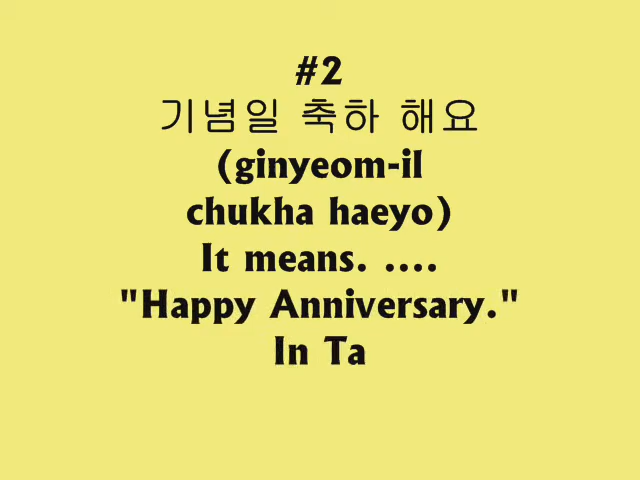 #2
기념일 축하 해요
(ginyeom-il
chukha haeyo)
It means. ....
"Happy Anniversary."
In Ta